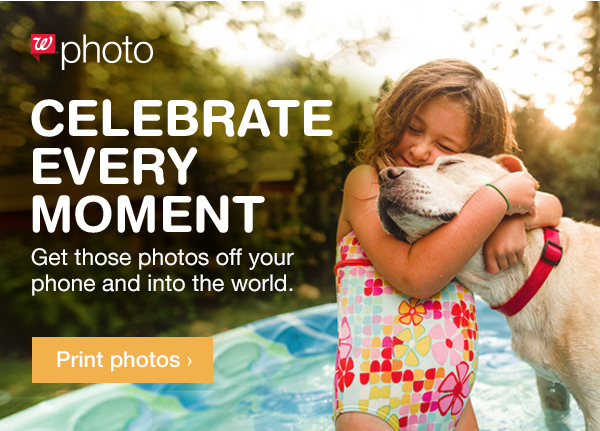 photo
CELEBRATE
EVERY
MOMENT
Get those photos off your
phone and into the world.
Print photos ›